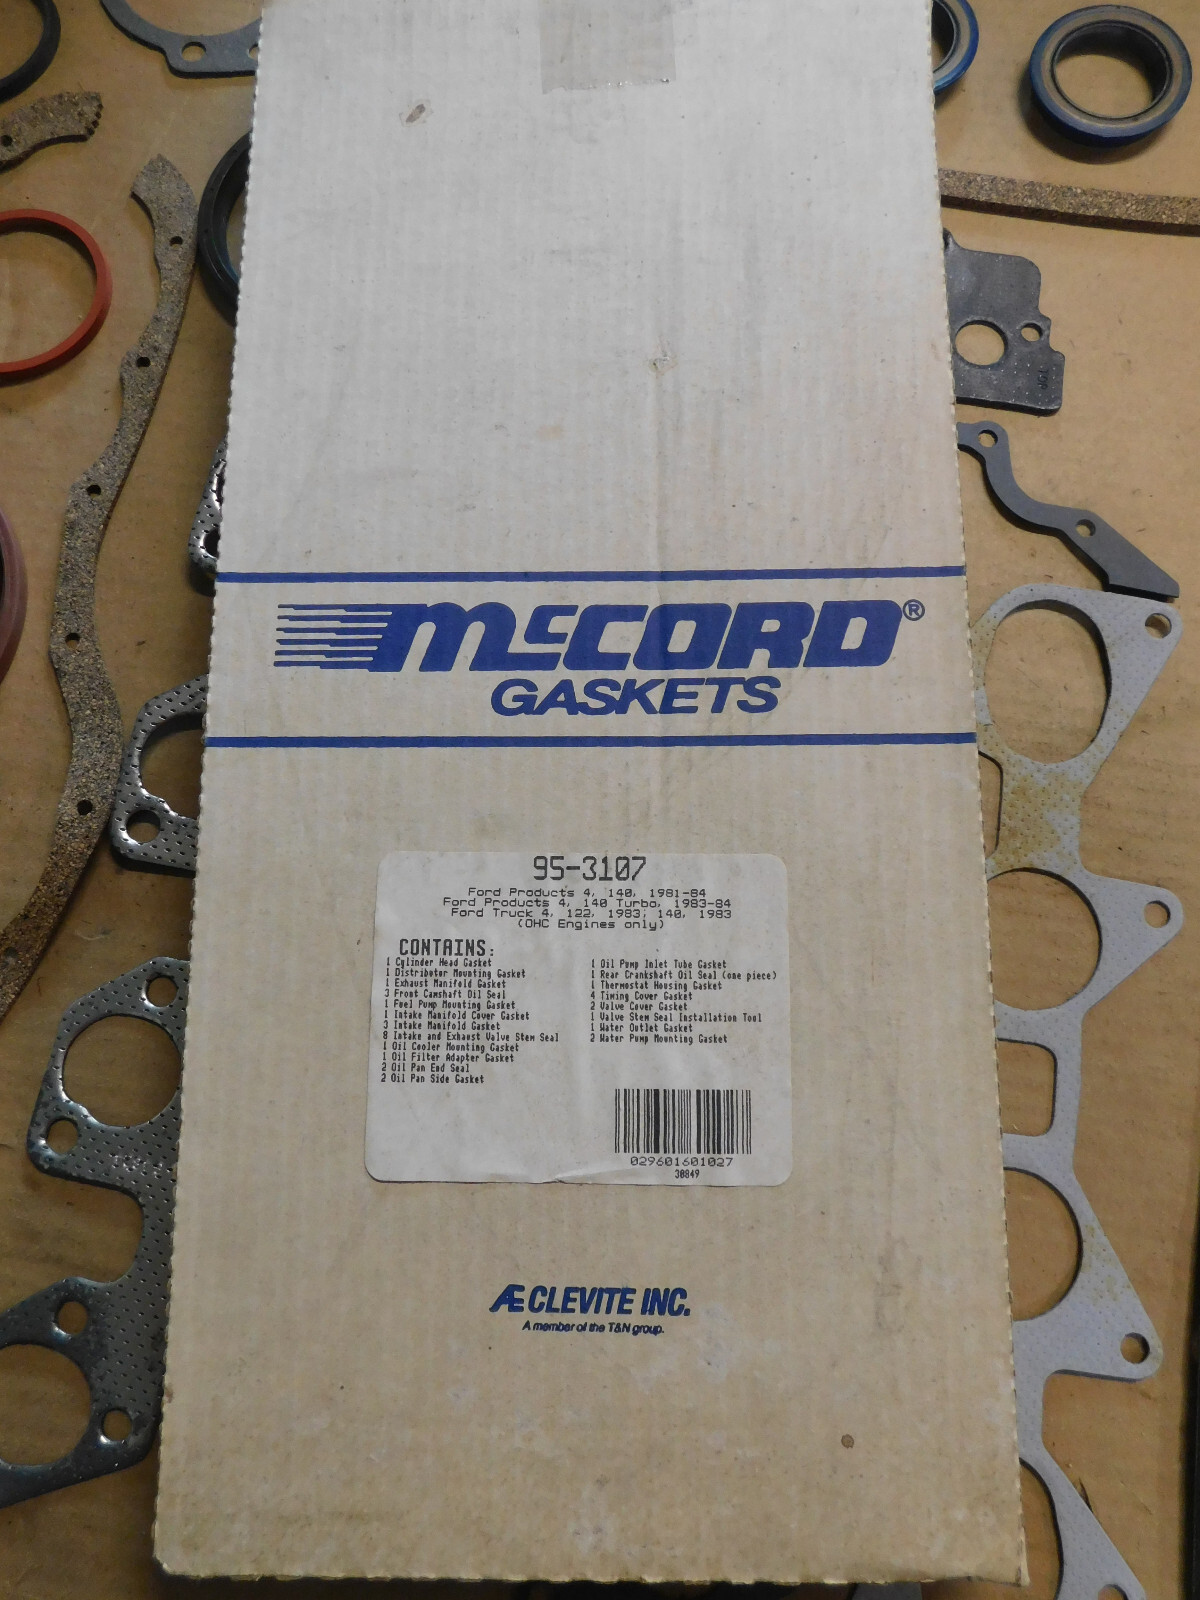 McCORD®
GASKETS
95-3107
Ford Products 4, 140, 1981-84
Ford Products 4, 140 Turbo, 1983-84
Ford Truck 4, 122, 1983; 140, 1983
(OHC Engines only)
CONTAINS:
1 Cylinder Head Gasket
1 Distributor Mounting Gasket
1 Exhaust Manifold Gasket
3 Front Camshaft Oil Seal
1 Fuel Pump Mounting Gasket
1 Intake Manifold Cover Gasket
3 Intake Manifold Gasket
8 Intake and Exhaust Valve Stem Seal
1 Oil Cooler Mounting Gasket
1 Oil Filter Adapter Gasket
2 Oil Pan End Seal
2 Oil Pan Side Gasket
1 Oil Pump Inlet Tube Gasket
1 Rear Crankshaft Oil Seal (one piece)
1 Thermostat Housing Gasket
4 Timing Cover Gasket
2 Valve Cover Gasket
1 Valve Stem Seal Installation Tool
1 Water Outlet Gasket
2 Water Pump Mounting Gasket
029601601027
30849
AE CLEVITE INC.
A member of the T&N group.